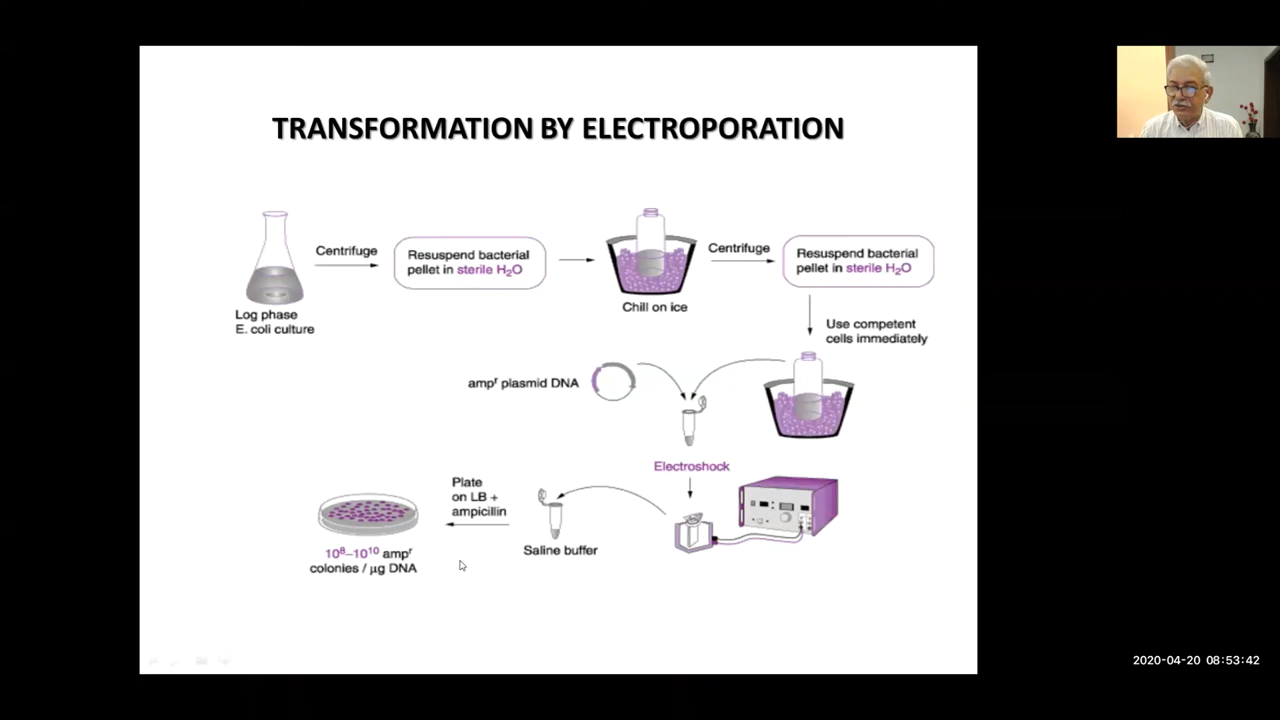 TRANSFORMATION BY ELECTROPORATION
Centrifuge
Resuspend bacterial
pellet in sterile H₂O
Chill on ice
Centrifuge
Resuspend bacterial
pellet in sterile H₂O
Log phase
E. coli culture
Use competent
cells immediately
ampʳ plasmid DNA
Electroshock
Plate
on LB +
ampicillin
Saline buffer
10⁸–10¹⁰ ampʳ
colonies / μg DNA
2020-04-20 08:53:42